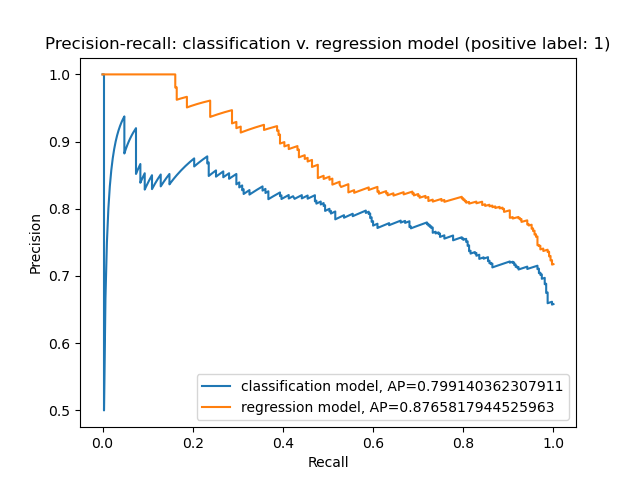 Precision-recall: classification v. regression model (positive label: 1)
1.0
0.9
0.8
0.7
0.6
0.5
Precision
0.0 0.2 0.4 0.6 0.8 1.0
Recall
classification model, AP=0.799140362307911
regression model, AP=0.8765817944525963